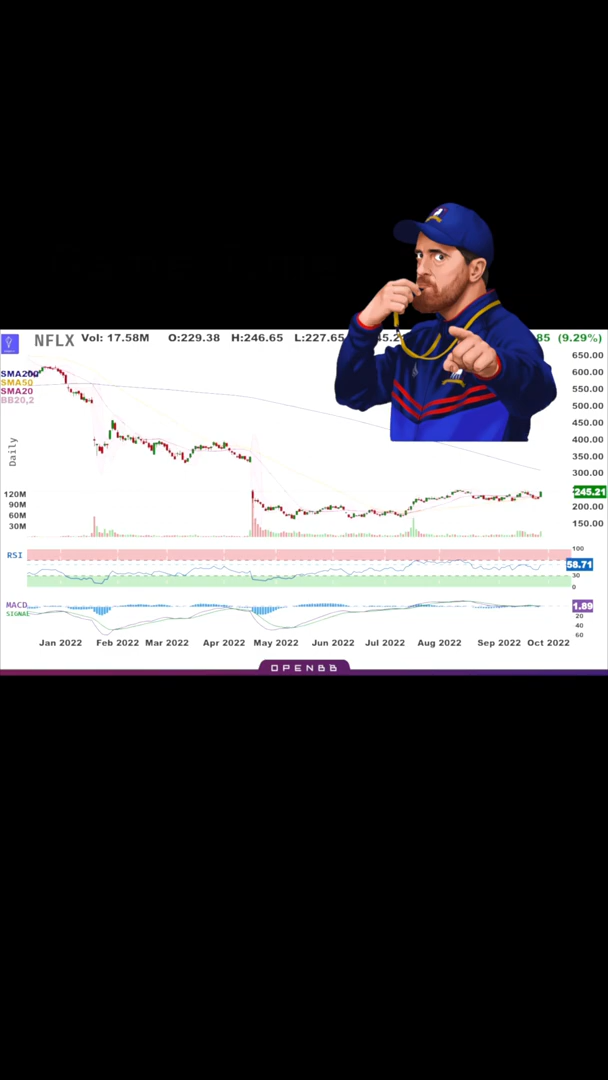 NFLX Vol: 17.58M O:229.38 H:246.65 L:227.65 85 (9.29%)
SMA200
SMA50
SMA20
BB20,2
Daily
650.00
600.00
550.00
500.00
450.00
400.00
350.00
300.00
245.21
200.00
150.00
120M
90M
60M
30M
RSI
100
58.71
30
0
MACD
SIGNAL
1.89
20
40
60
Jan 2022 Feb 2022 Mar 2022 Apr 2022 May 2022 Jun 2022 Jul 2022 Aug 2022 Sep 2022 Oct 2022
OPENBB